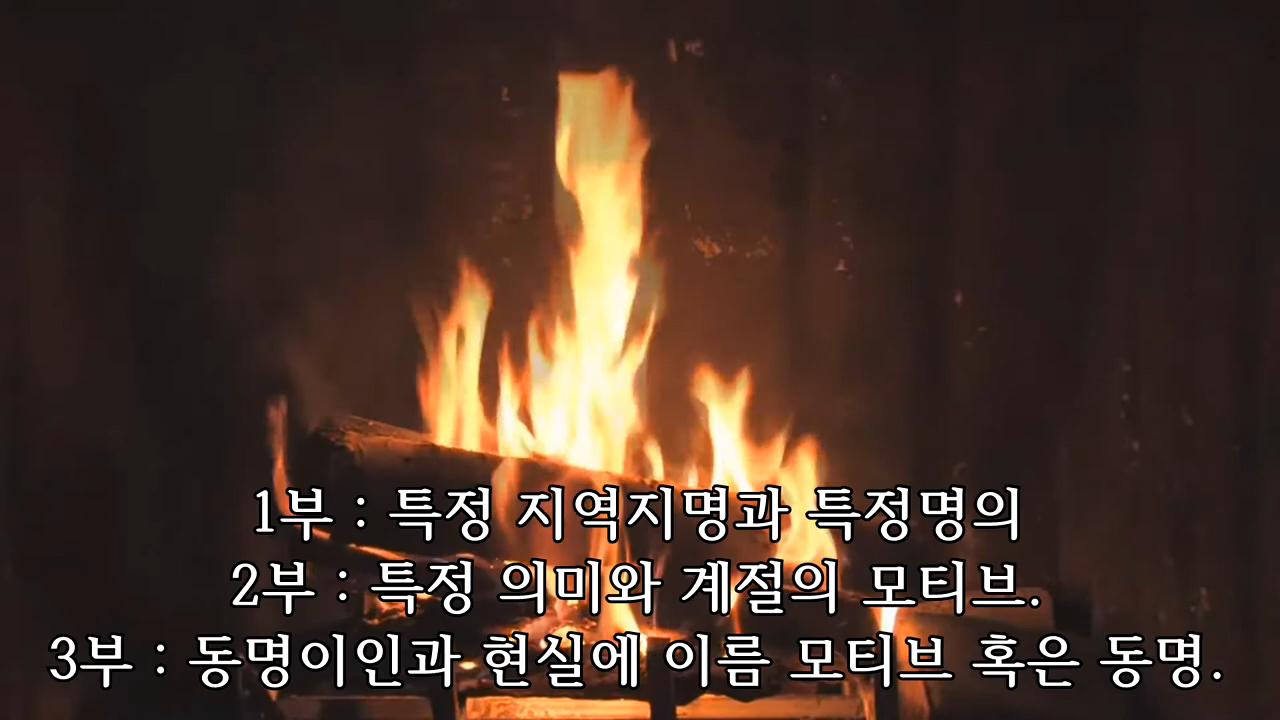 1부 : 특정 지역지명과 특정명의
2부 : 특정 의미와 계절의 모티브.
3부 : 동명이인과 현실에 이름 모티브 혹은 동명.